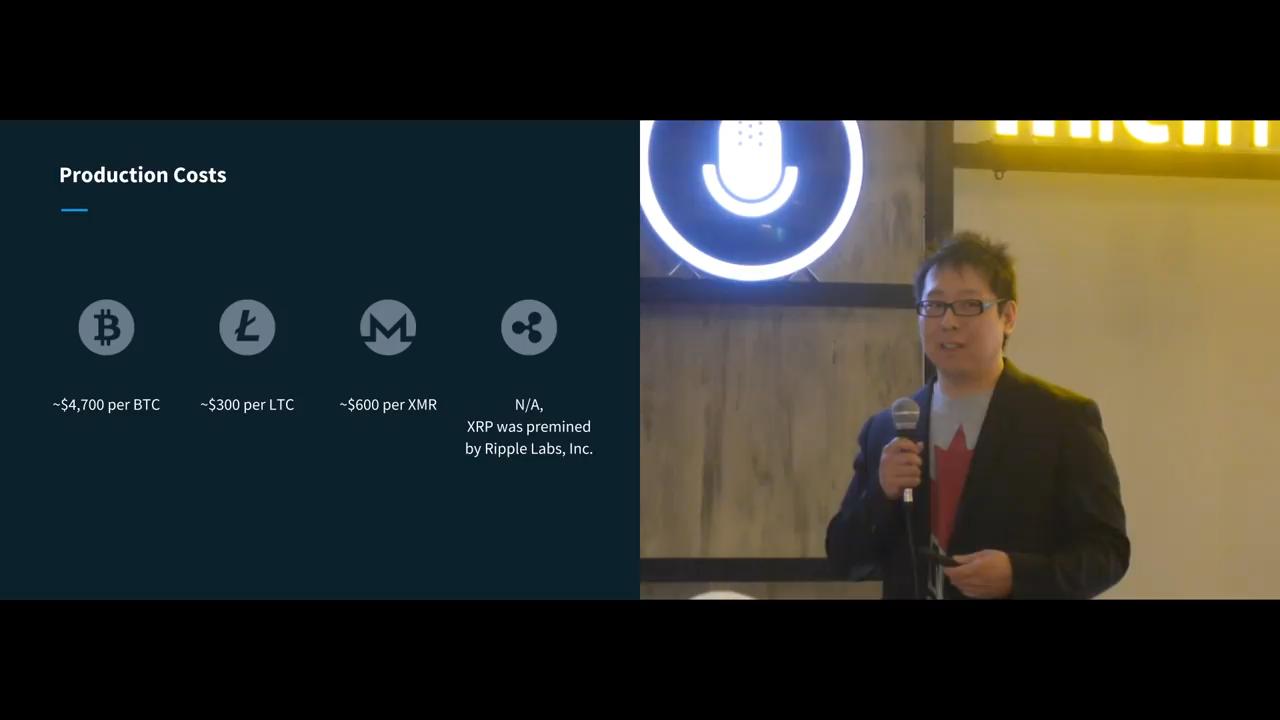 Production Costs
~$4,700 per BTC
~$300 per LTC
~$600 per XMR
N/A,
XRP was premined
by Ripple Labs, Inc.